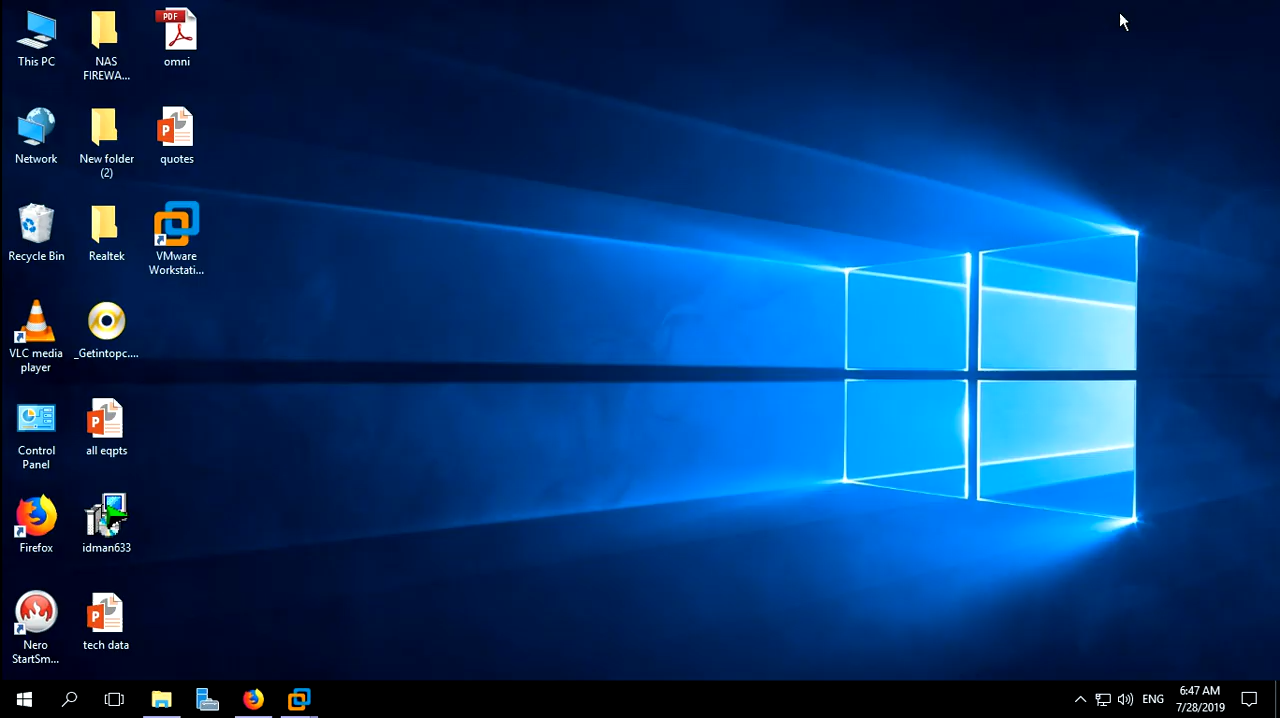 This PC
NAS
FIREWA...
PDF
omni
Network
New folder
(2)
P
quotes
Recycle Bin
Realtek
VMware
Workstati...
VLC media
player
_Getintopc....
Control
Panel
P
all eqpts
Firefox
idman633
Nero
StartSm...
P
tech data
ENG
6:47 AM
7/28/2019